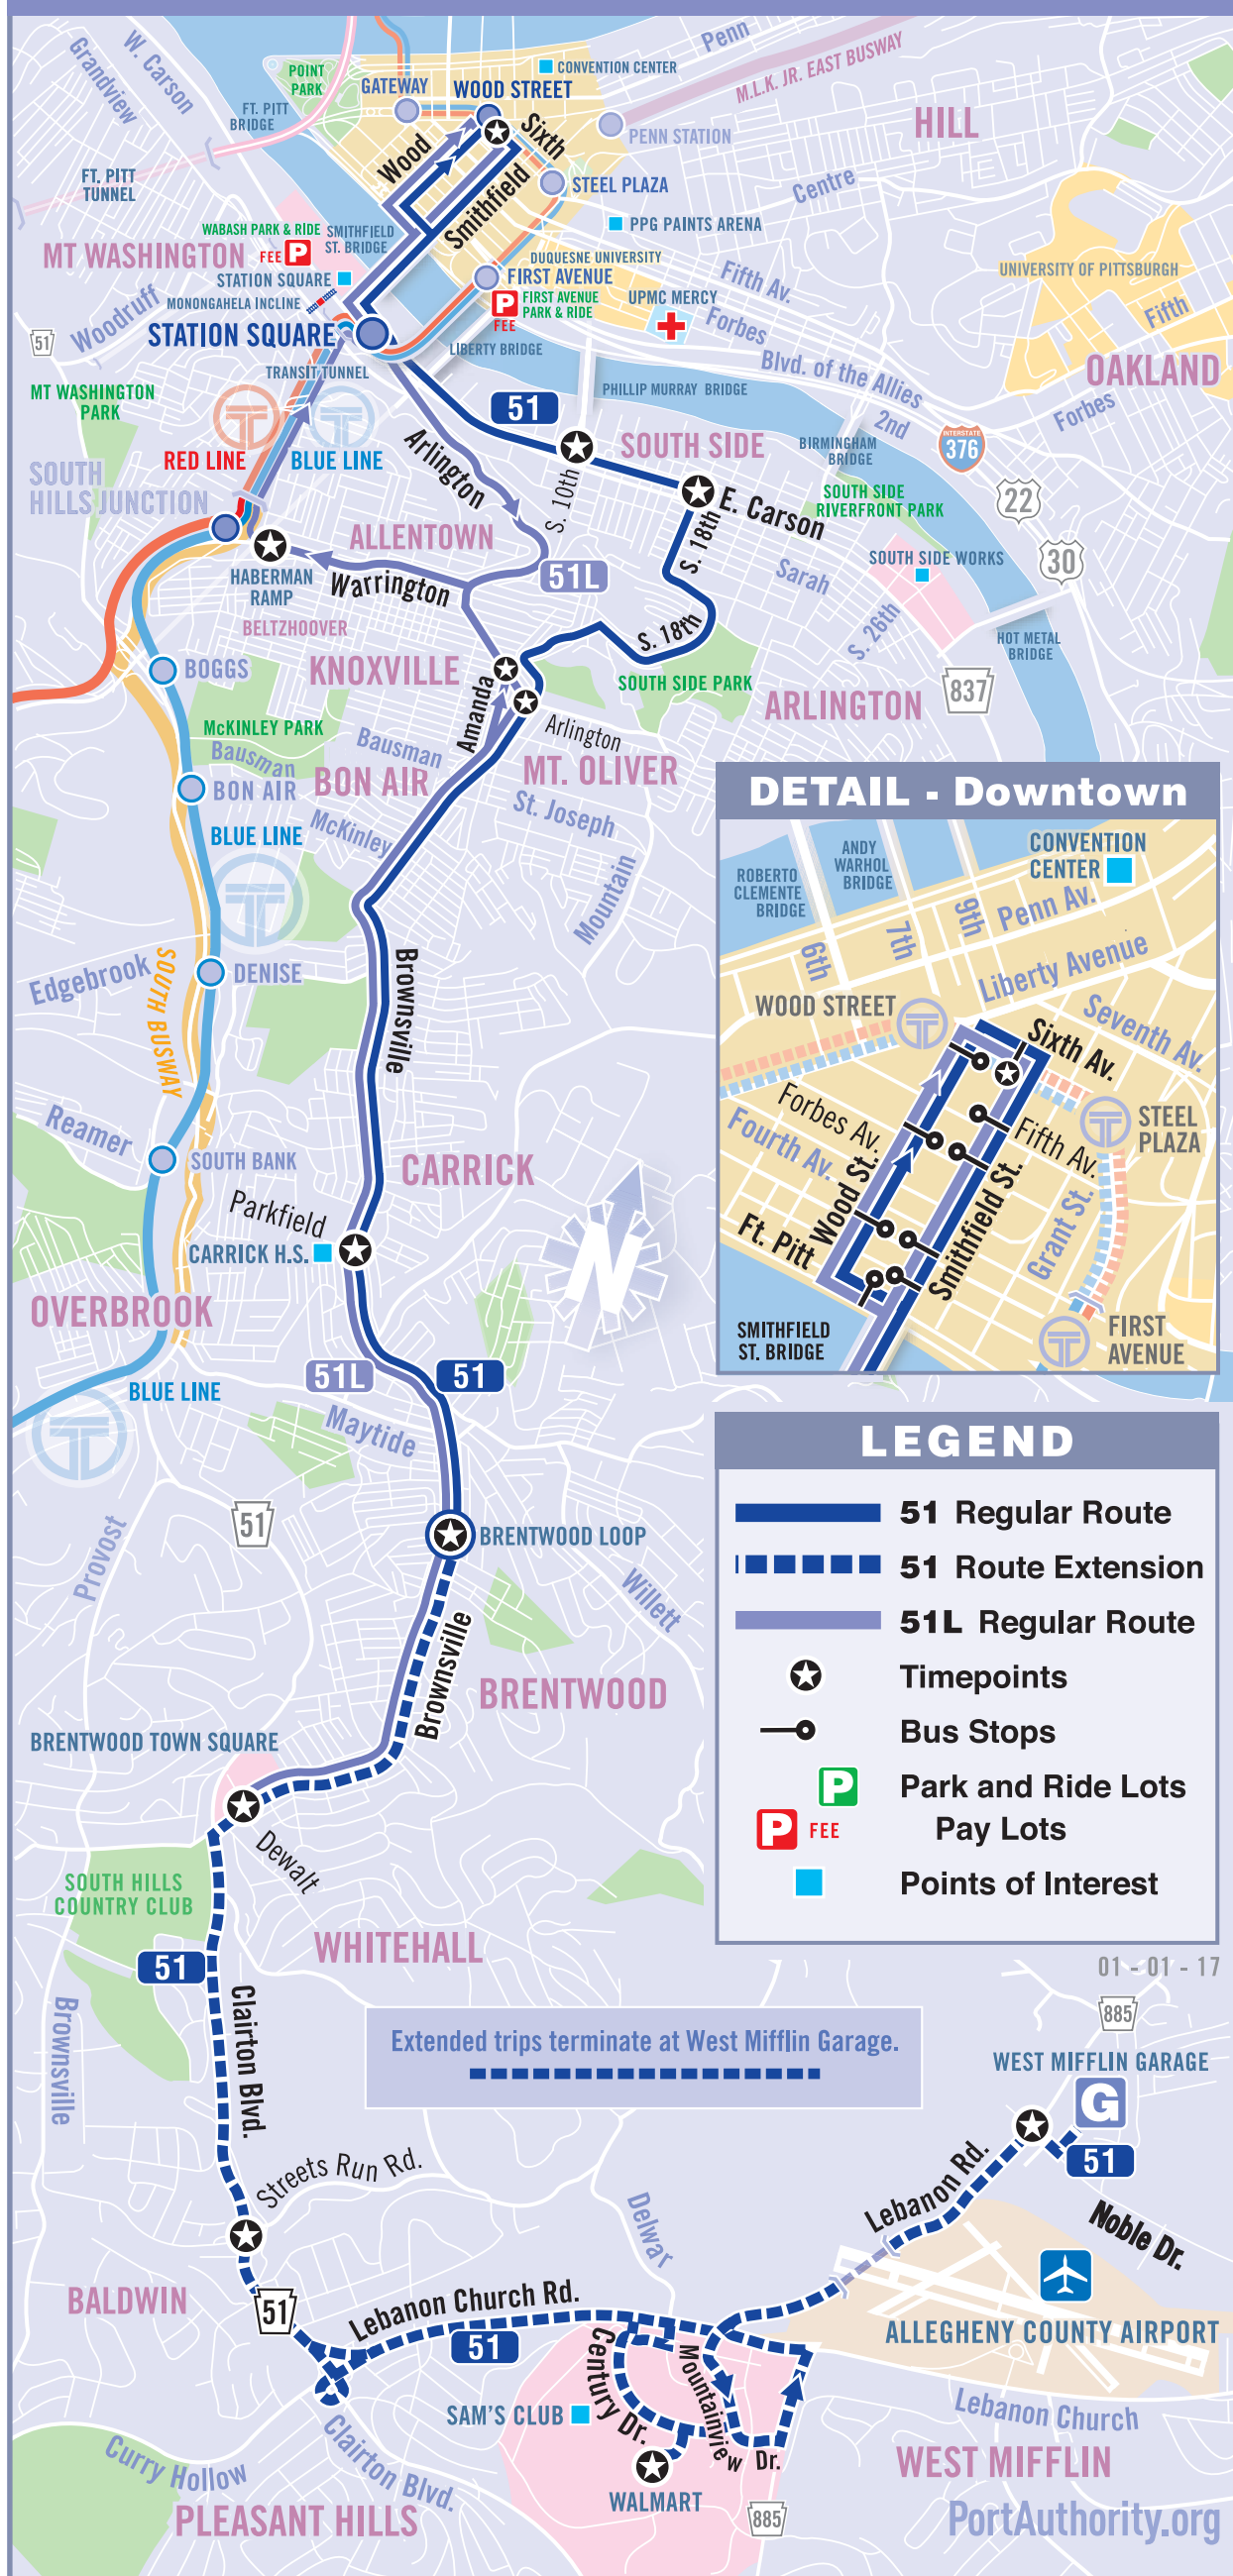 Grandview
W. Carson
POINT
PARK
FT. PITT
BRIDGE
GATEWAY
WOOD STREET
CONVENTION CENTER
Penn
M.L.K. JR. EAST BUSWAY
HILL
PENN STATION
Sixth
Wood
Smithfield
STEEL PLAZA
Centre
FT. PITT
TUNNEL
PPG PAINTS ARENA
WABASH PARK & RIDE
FEE P
SMITHFIELD
ST. BRIDGE
MT WASHINGTON
STATION SQUARE
MONONGAHELA INCLINE
STATION SQUARE
DUQUESNE UNIVERSITY
FIRST AVENUE
P
FEE
FIRST AVENUE
PARK & RIDE
UPMC MERCY
Fifth Av.
Forbes
UNIVERSITY OF PITTSBURGH
Fifth
Woodruff
51
LIBERTY BRIDGE
TRANSIT TUNNEL
Blvd. of the Allies
OAKLAND
Forbes
MT WASHINGTON
PARK
PHILLIP MURRAY BRIDGE
2nd
51
SOUTH SIDE
BIRMINGHAM
BRIDGE
INTERSTATE
376
T
T
RED LINE
BLUE LINE
Arlington
SOUTH
HILLS JUNCTION
S. 10th
E. Carson
SOUTH SIDE
RIVERFRONT PARK
22
S. 18th
ALLENTOWN
SOUTH SIDE WORKS
30
HABERMAN
RAMP
Warrington
51L
Sarah
BELTZHOOVER
S. 18th
S. 26th
HOT METAL
BRIDGE
BOGGS
KNOXVILLE
SOUTH SIDE PARK
837
ARLINGTON
Amanda
Arlington
McKINLEY PARK
Bausman
Bausman
BON AIR
BON AIR
MT. OLIVER
St. Joseph
McKinley
BLUE LINE
T
Mountain
Edgebrook
SOUTH BUSWAY
DENISE
Brownsville
Reamer
SOUTH BANK
CARRICK
Parkfield
CARRICK H.S.
N
OVERBROOK
51L
51
BLUE LINE
T
Maytide
51
Provost
BRENTWOOD LOOP
Willett
Brownsville
BRENTWOOD
BRENTWOOD TOWN SQUARE
Dewalt
SOUTH HILLS
COUNTRY CLUB
WHITEHALL
51
Clairton Blvd.
Brownsville
DETAIL - Downtown
ROBERTO
CLEMENTE
BRIDGE
ANDY
WARHOL
BRIDGE
CONVENTION
CENTER
6th
7th
9th
Penn Av.
Liberty Avenue
WOOD STREET
T
Sixth Av.
Seventh Av.
Forbes Av.
Fourth Av.
Fifth Av.
T
STEEL
PLAZA
Wood St.
Smithfield St.
Grant St.
Ft. Pitt
SMITHFIELD
ST. BRIDGE
T
FIRST
AVENUE
LEGEND
51 Regular Route
51 Route Extension
51L Regular Route
Timepoints
Bus Stops
P Park and Ride Lots
P FEE Pay Lots
Points of Interest
01 - 01 - 17
Extended trips terminate at West Mifflin Garage.
885
WEST MIFFLIN GARAGE
G
51
Lebanon Rd.
Noble Dr.
Streets Run Rd.
Delwar
BALDWIN
51
Lebanon Church Rd.
51
ALLEGHENY COUNTY AIRPORT
Century Dr.
Mountainview Dr.
SAM'S CLUB
Lebanon Church
Clairton Blvd.
Curry Hollow
WALMART
WEST MIFFLIN
885
PLEASANT HILLS
PortAuthority.org